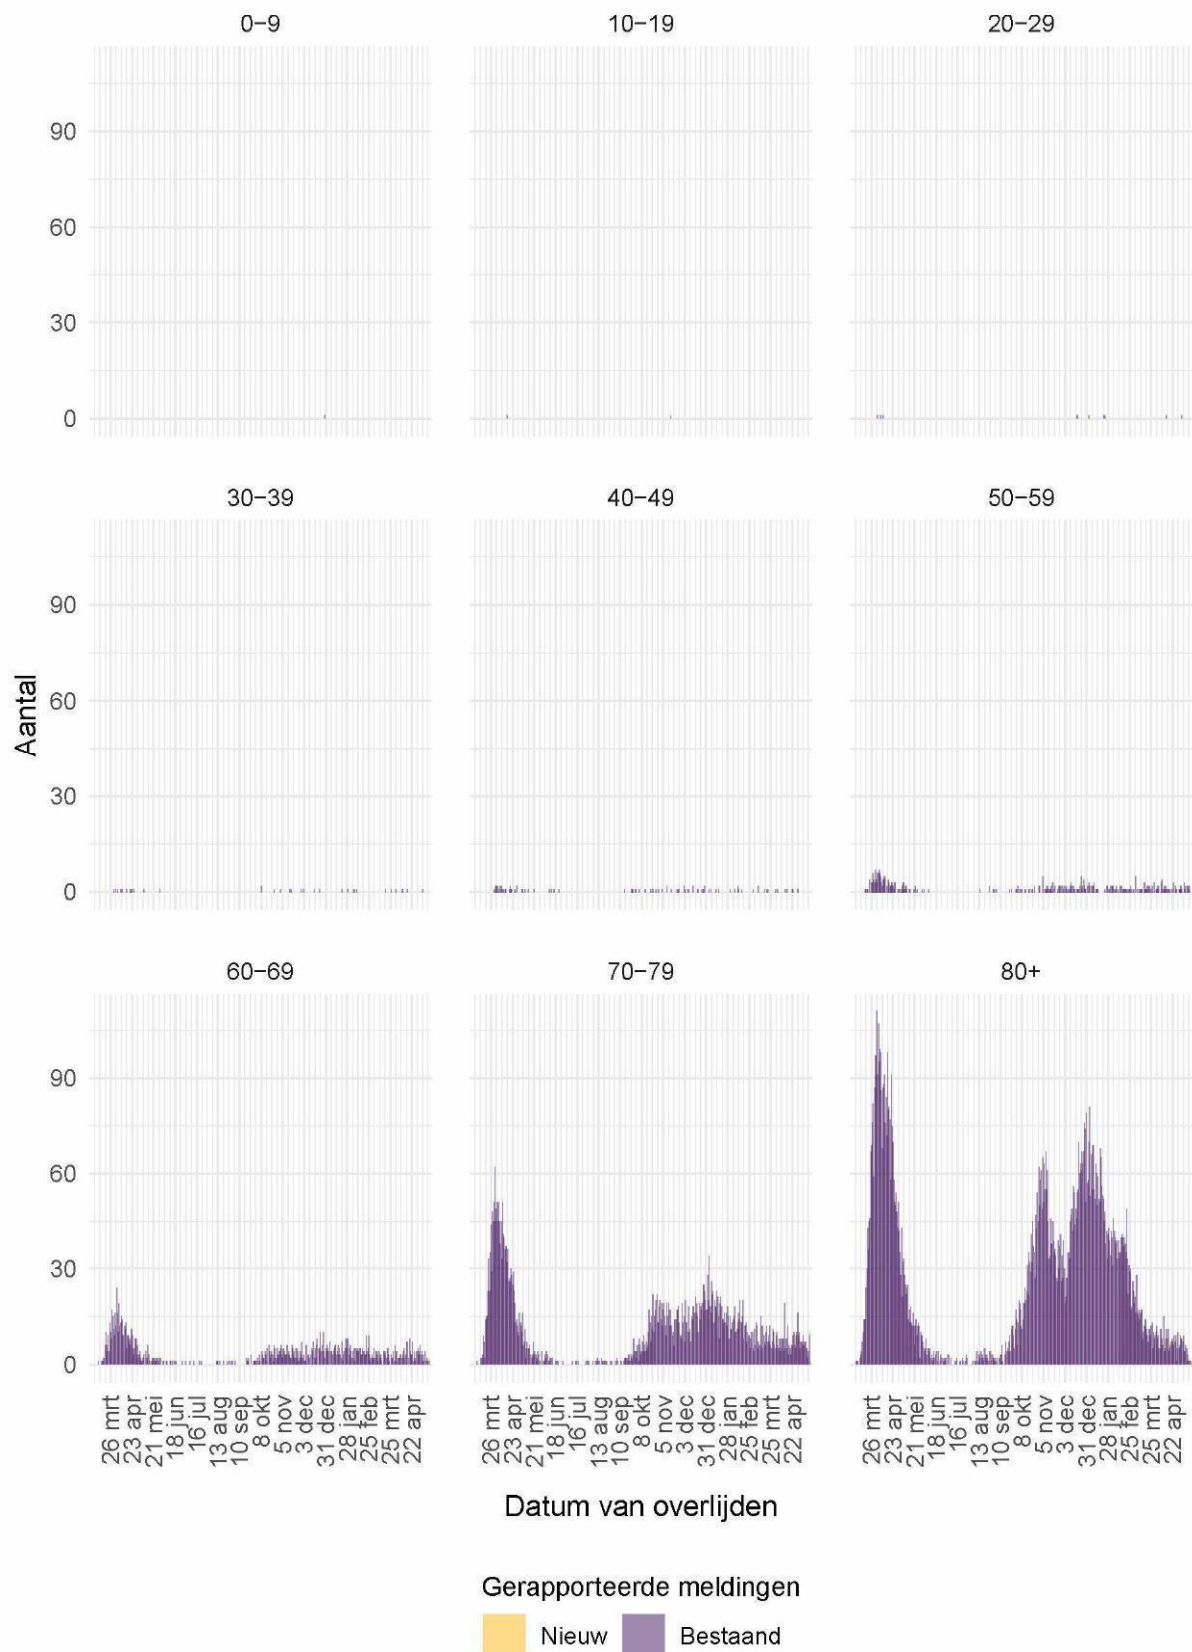 0−9 10−19 20−29
90
60
30
0
30−39 40−49 50−59
90
60
30
0
Aantal
60−69 70−79 80+
90
60
30
0
26 mrt 23 apr 21 mei 18 jun 16 jul 13 aug 10 sep 8 okt 5 nov 3 dec 31 dec 28 jan 25 feb 25 mrt 22 apr
26 mrt 23 apr 21 mei 18 jun 16 jul 13 aug 10 sep 8 okt 5 nov 3 dec 31 dec 28 jan 25 feb 25 mrt 22 apr
26 mrt 23 apr 21 mei 18 jun 16 jul 13 aug 10 sep 8 okt 5 nov 3 dec 31 dec 28 jan 25 feb 25 mrt 22 apr
Datum van overlijden
Gerapporteerde meldingen
Nieuw Bestaand